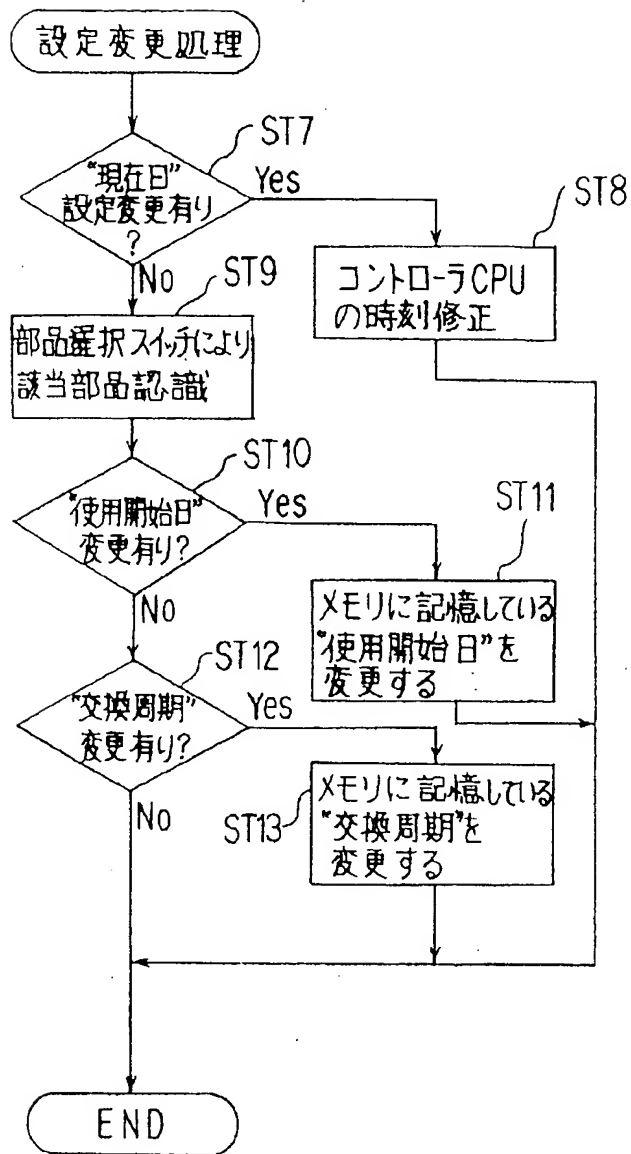 設定変更処理
ST7
“現在日”
設定変更有り
?
Yes
No
ST8
コントローラCPU
の時刻修正
ST9
部品選択スイッチにより
該当部品認識
ST10
“使用開始日”
変更有り?
Yes
No
ST11
メモリに記憶している
“使用開始日”を
変更する
ST12
“交換周期”
変更有り?
Yes
No
ST13
メモリに記憶している
“交換周期”を
変更する
END